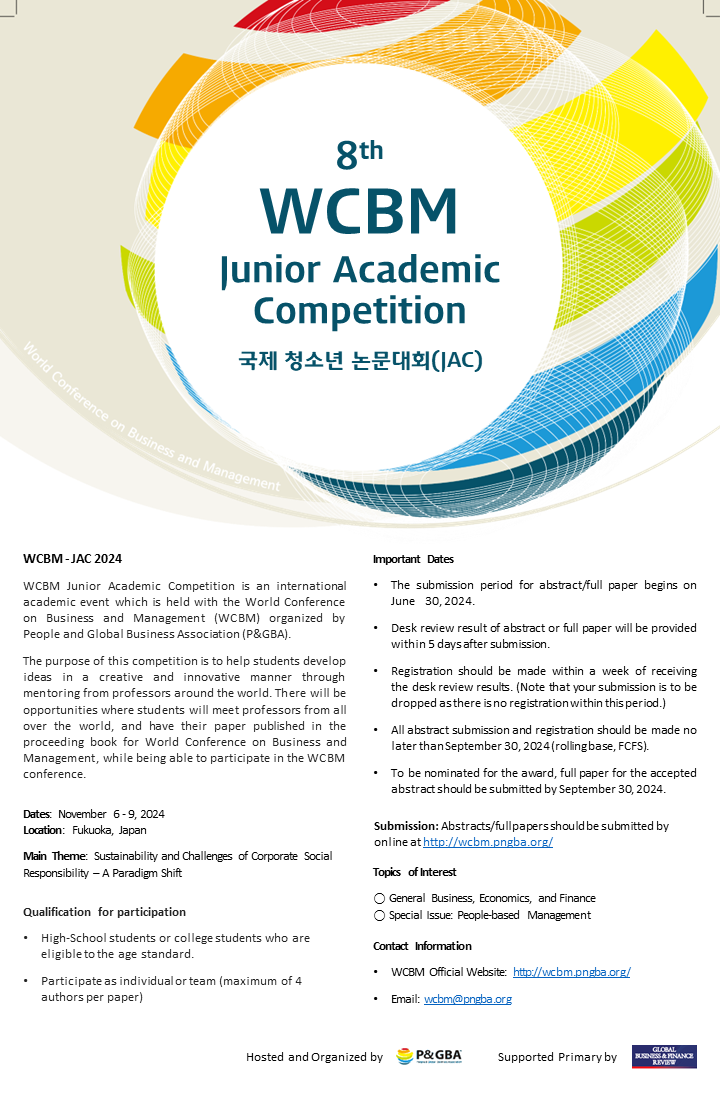 8th
WCBM
Junior Academic
Competition
국제 청소년 논문대회(JAC)
World Conference on Business and Management
WCBM - JAC 2024
WCBM Junior Academic Competition is an international
academic event which is held with the World Conference
on Business and Management (WCBM) organized by
People and Global Business Association (P&GBA).
The purpose of this competition is to help students develop
ideas in a creative and innovative manner through
mentoring from professors around the world. There will be
opportunities where students will meet professors from all
over the world, and have their paper published in the
proceeding book for World Conference on Business and
Management, while being able to participate in the WCBM
conference.
Dates: November 6 - 9, 2024
Location: Fukuoka, Japan
Main Theme: Sustainability and Challenges of Corporate Social
Responsibility – A Paradigm Shift
Qualification for participation
• High-School students or college students who are
eligible to the age standard.
• Participate as individual or team (maximum of 4
authors per paper)
Important Dates
• The submission period for abstract/full paper begins on
June 30, 2024.
• Desk review result of abstract or full paper will be provided
within 5 days after submission.
• Registration should be made within a week of receiving
the desk review results. (Note that your submission is to be
dropped as there is no registration within this period.)
• All abstract submission and registration should be made no
later than September 30, 2024 (rolling base, FCFS).
• To be nominated for the award, full paper for the accepted
abstract should be submitted by September 30, 2024.
Submission: Abstracts/full papers should be submitted by
online at http://wcbm.pngba.org/
Topics of Interest
◯ General Business, Economics, and Finance
◯ Special Issue: People-based Management
Contact Information
• WCBM Official Website: http://wcbm.pngba.org/
• Email: wcbm@pngba.org
Hosted and Organized by P&GBA
Supported Primary by
GLOBAL
BUSINESS & FINANCE
REVIEW